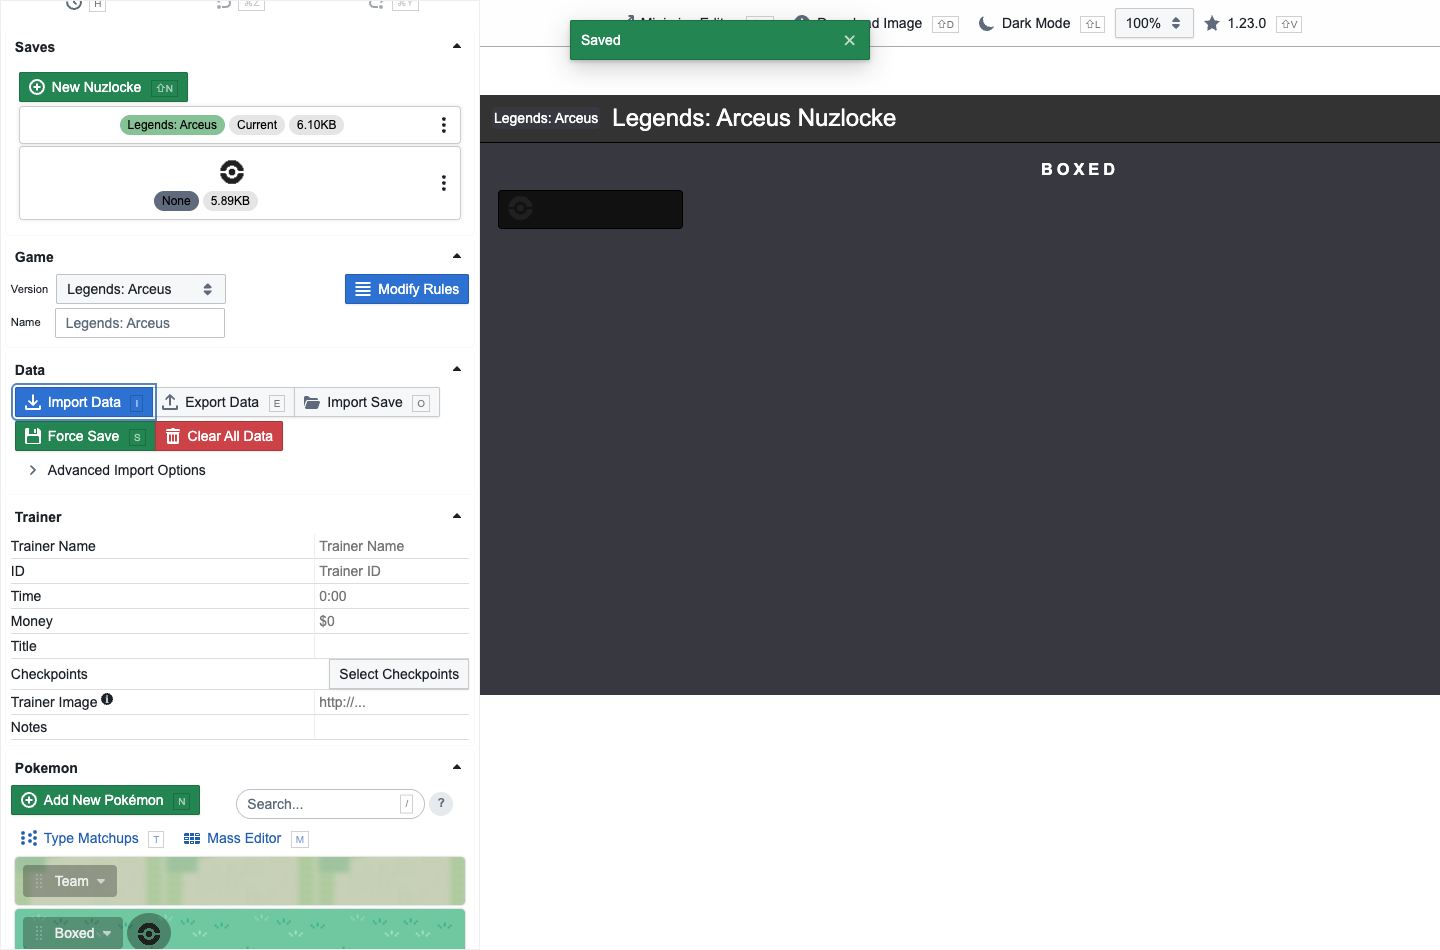 H
⌘Z
⌘Y
Saves
New Nuzlocke ⇧N
Legends: Arceus Current 6.10KB
None 5.89KB
Game
Version Legends: Arceus
Modify Rules
Name Legends: Arceus
Data
Import Data I
Export Data E
Import Save O
Force Save S
Clear All Data
Advanced Import Options
Trainer
Trainer Name Trainer Name
ID Trainer ID
Time 0:00
Money $0
Title
Checkpoints Select Checkpoints
Trainer Image http://...
Notes
Pokemon
Add New Pokémon N
Search... /
?
Type Matchups T
Mass Editor M
Team
Boxed
Image ⇧D
Dark Mode ⇧L
100%
1.23.0 ⇧V
Saved
Legends: Arceus Legends: Arceus Nuzlocke
BOXED